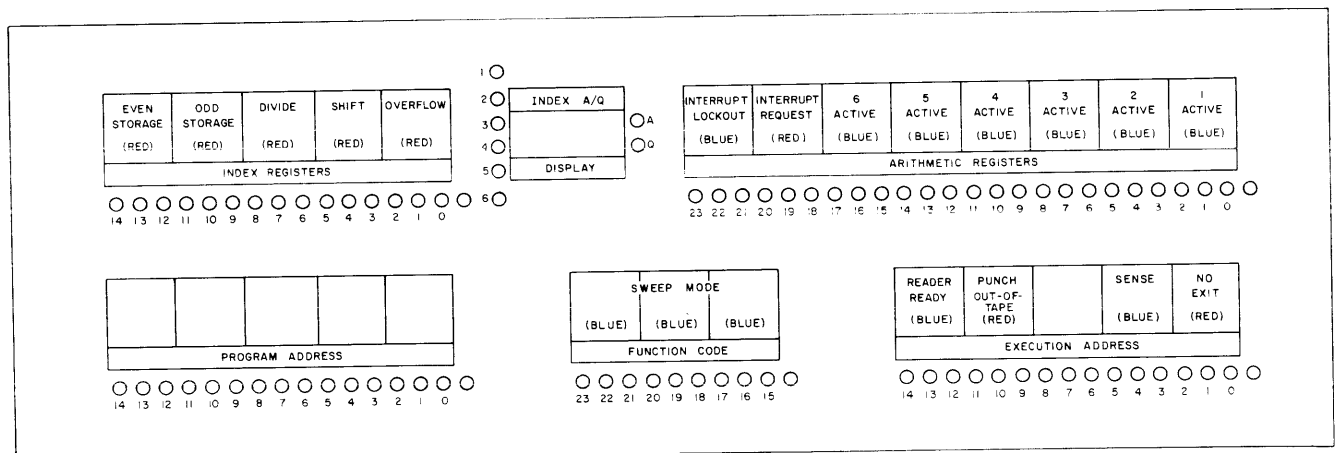 EVEN STORAGE (RED)
ODD STORAGE (RED)
DIVIDE (RED)
SHIFT (RED)
OVERFLOW (RED)
INDEX REGISTERS
14 13 12 11 10 9 8 7 6 5 4 3 2 1 0
1
2
3
4
5
6
INDEX A/Q
DISPLAY
A
Q
INTERRUPT LOCKOUT (BLUE)
INTERRUPT REQUEST (RED)
6 ACTIVE (BLUE)
5 ACTIVE (BLUE)
4 ACTIVE (BLUE)
3 ACTIVE (BLUE)
2 ACTIVE (BLUE)
1 ACTIVE (BLUE)
ARITHMETIC REGISTERS
23 22 21 20 19 18 17 16 15 14 13 12 11 10 9 8 7 6 5 4 3 2 1 0
PROGRAM ADDRESS
14 13 12 11 10 9 8 7 6 5 4 3 2 1 0
SWEEP MODE
(BLUE) (BLUE) (BLUE)
FUNCTION CODE
23 22 21 20 19 18 17 16 15
READER READY (BLUE)
PUNCH OUT-OF-TAPE (RED)
SENSE (BLUE)
NO EXIT (RED)
EXECUTION ADDRESS
14 13 12 11 10 9 8 7 6 5 4 3 2 1 0